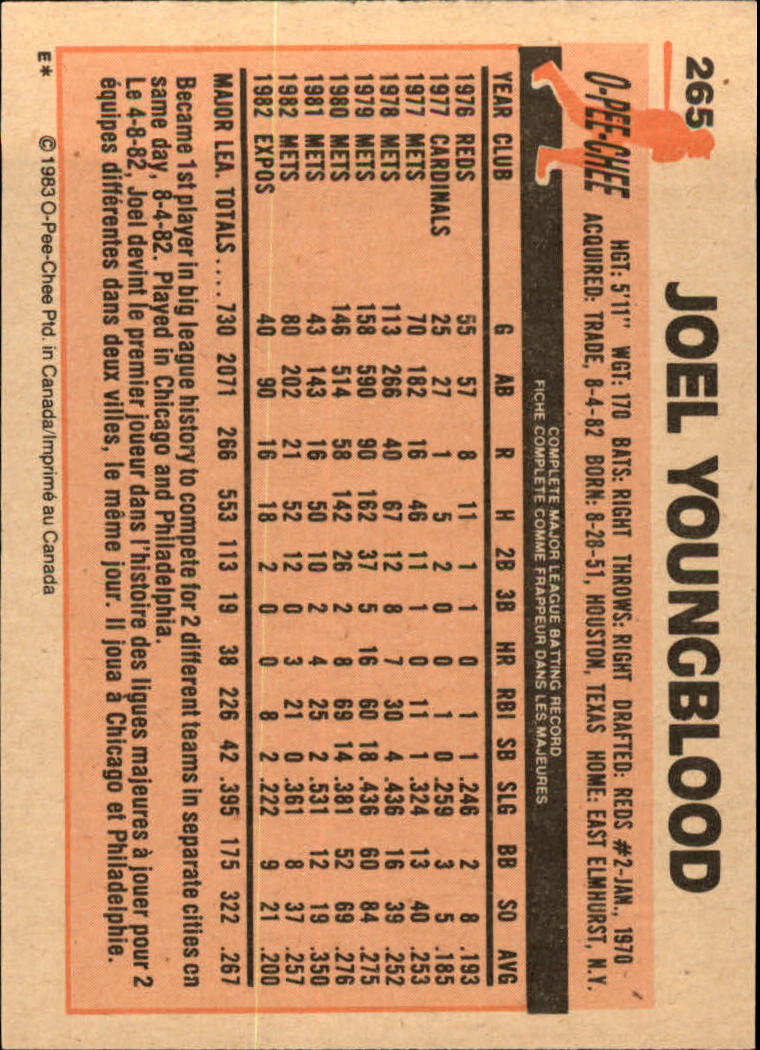 265
JOEL YOUNGBLOOD
O-PEE-CHEE
HGT: 5'11" WGT: 170 BATS: RIGHT THROWS: RIGHT DRAFTED: REDS #2-JAN., 1970
ACQUIRED: TRADE, 8-4-82 BORN: 8-28-51, HOUSTON, TEXAS HOME: EAST ELMHURST, N.Y.
COMPLETE MAJOR LEAGUE BATTING RECORD
FICHE COMPLETE COMME FRAPPEUR DANS LES MAJEURES
YEAR CLUB G AB R H 2B 3B HR RBI SB SLG BB SO AVG
1976 REDS 55 57 8 11 1 1 0 1 1 .246 2 8 .193
1977 CARDINALS 25 27 1 5 2 0 0 1 0 .259 3 5 .185
1977 METS 70 182 16 46 11 1 0 11 1 .324 13 40 .253
1978 METS 113 266 40 67 12 8 7 30 4 .436 16 39 .252
1979 METS 158 590 90 162 37 5 16 60 18 .436 60 84 .275
1980 METS 146 514 58 142 26 2 8 69 14 .381 52 69 .276
1981 METS 43 143 16 50 10 2 4 25 2 .531 12 19 .350
1982 METS 80 202 21 52 12 0 3 21 0 .361 8 37 .257
1982 EXPOS 40 90 16 18 2 0 0 8 2 .222 9 21 .200
MAJOR LEA. TOTALS .... 730 2071 266 553 113 19 38 226 42 .395 175 322 .267
Became 1st player in big league history to compete for 2 different teams in separate cities on
same day, 8-4-82. Played in Chicago and Philadelphia.
Le 4-8-82, Joel devint le premier joueur dans l'histoire des ligues majeures à jouer pour 2
équipes différentes dans deux villes, le même jour. Il joua à Chicago et Philadelphie.
E* © 1983 O-Pee-Chee Ptd. in Canada/Imprimé au Canada